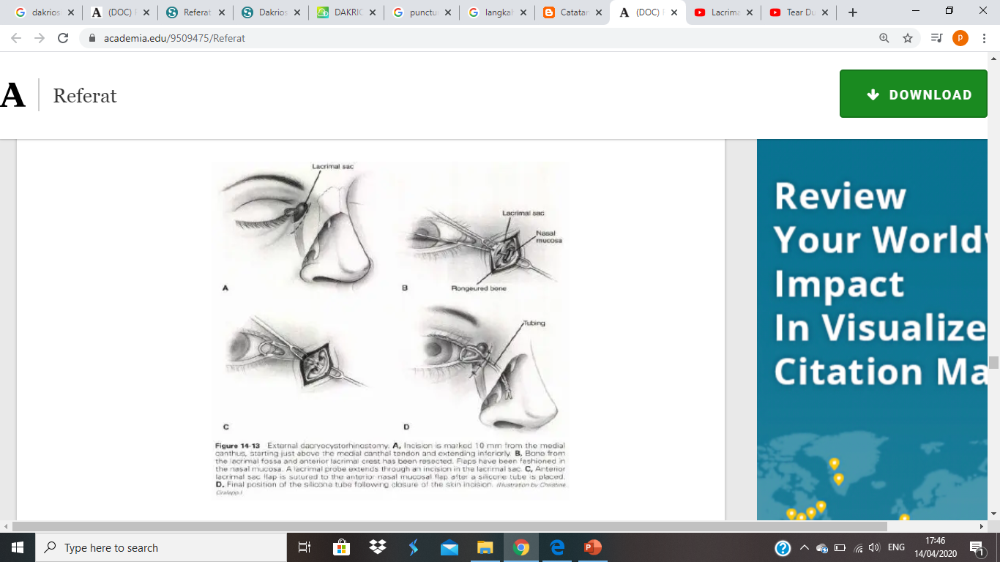 dakrios
(DOC) F
Referat
Dakrios
DAKRIO
punctu
langkal
Catatar
(DOC) F
Lacrima
Tear Du
academia.edu/9509475/Referat
P
A
Referat
DOWNLOAD
Lacrimal sac
A
Lacrimal sac
Nasal
mucosa
B
Rongeured bone
C
Tubing
D
Figure 14-13 External dacryocystorhinostomy. A, Incision is marked 10 mm from the medial
canthus, starting just above the medial canthal tendon and extending inferiorly. B, Bone from
the lacrimal fossa and anterior lacrimal crest has been resected. Flaps have been fashioned in
the nasal mucosa. A lacrimal probe extends through an incision in the lacrimal sac. C, Anterior
lacrimal sac flap is sutured to the anterior nasal mucosal flap after a silicone tube is placed.
D, Final position of the silicone tube following closure of the skin incision. (Illustration by Christine
Review
Your World
Impact
In Visualize
Citation Ma
Type here to search
ENG
17:46
14/04/2020
1